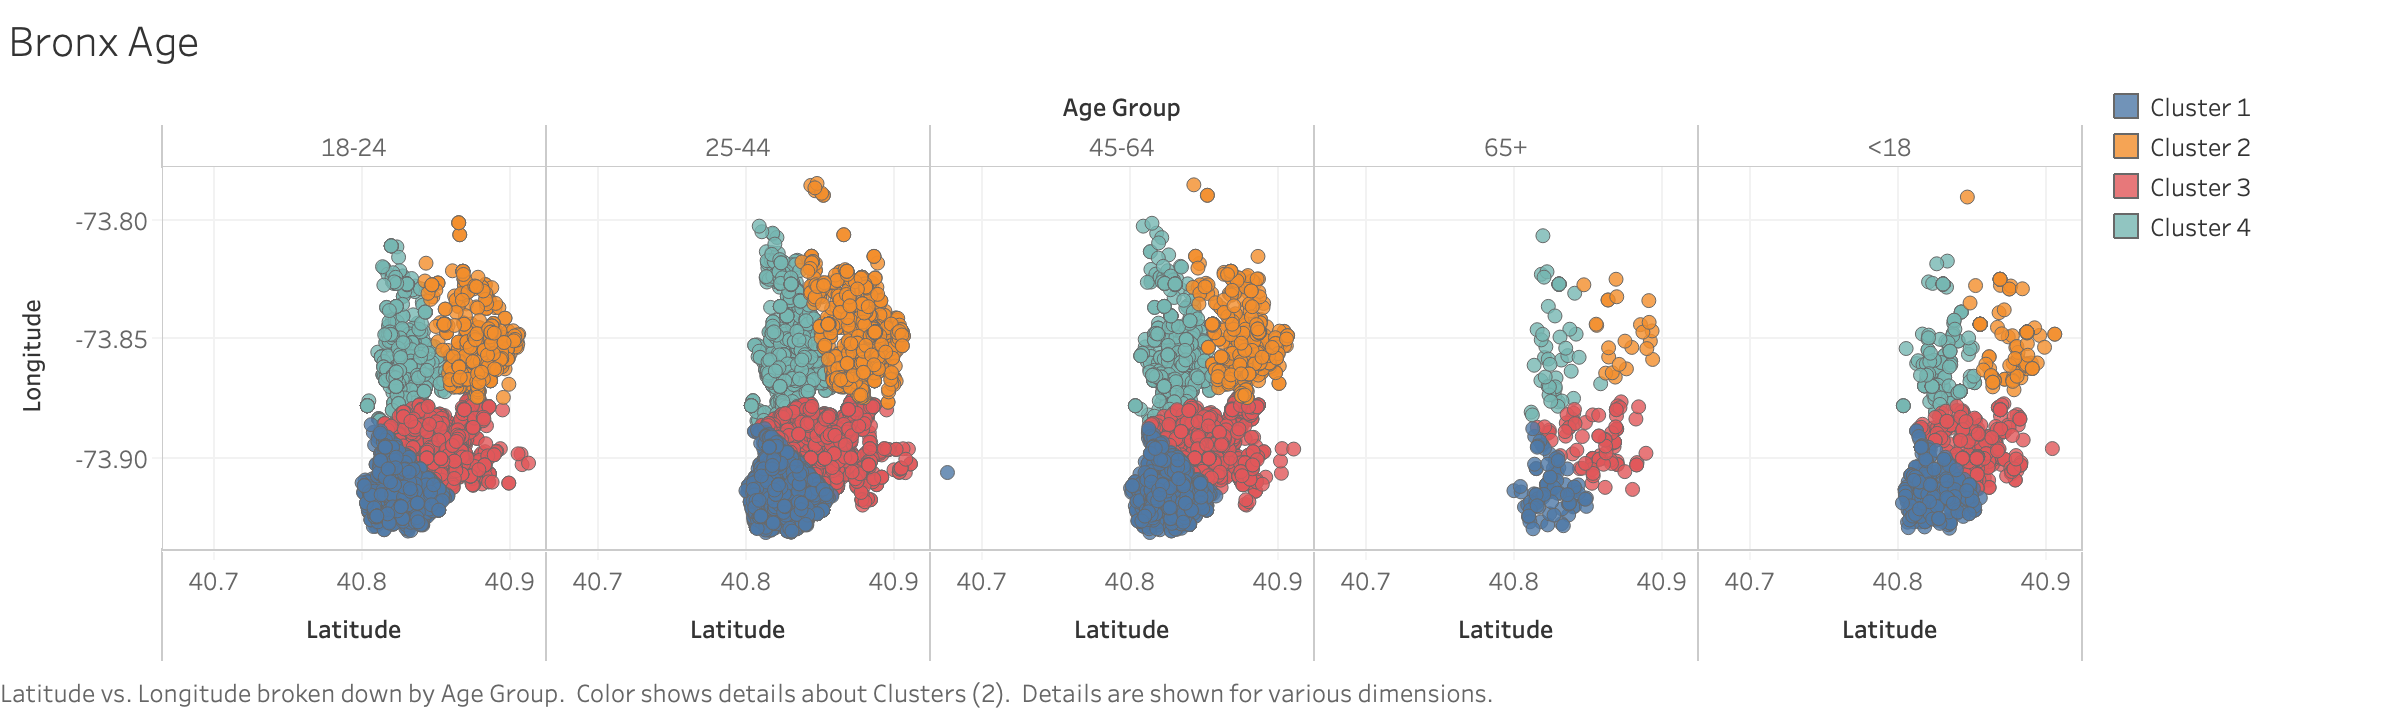 Bronx Age
Age Group
18-24 25-44 45-64 65+ <18
Cluster 1
Cluster 2
Cluster 3
Cluster 4
Longitude
-73.80
-73.85
-73.90
40.7 40.8 40.9 40.7 40.8 40.9 40.7 40.8 40.9 40.7 40.8 40.9 40.7 40.8 40.9
Latitude Latitude Latitude Latitude Latitude
Latitude vs. Longitude broken down by Age Group. Color shows details about Clusters (2). Details are shown for various dimensions.